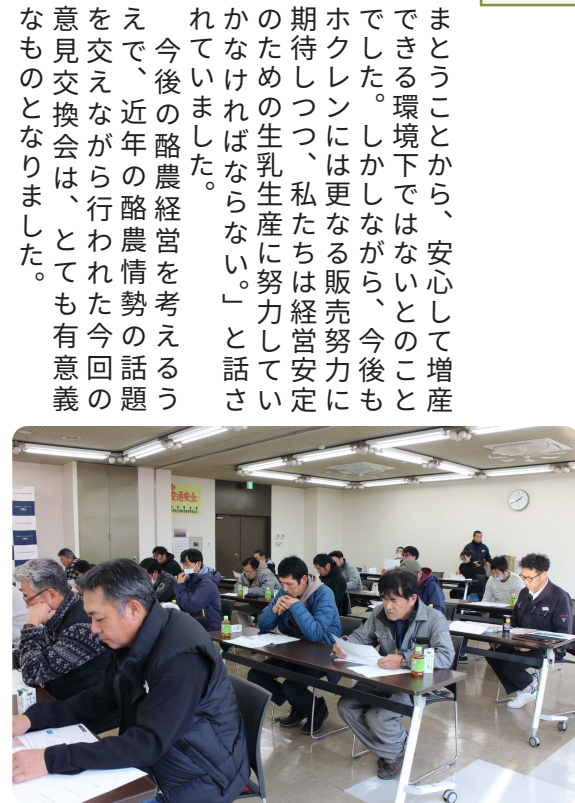 まとうことから、安心して増産
できる環境下ではないとのこと
でした。しかしながら、今後も
ホクレンには更なる販売努力に
期待しつつ、私たちは経営安定
のための生乳生産に努力してい
かなければならない。」と話さ
れていました。
今後の酪農経営を考えるう
えで、近年の酪農情勢の話題
を交えながら行われた今回の
意見交換会は、とても有意義
なものとなりました。
交通安全